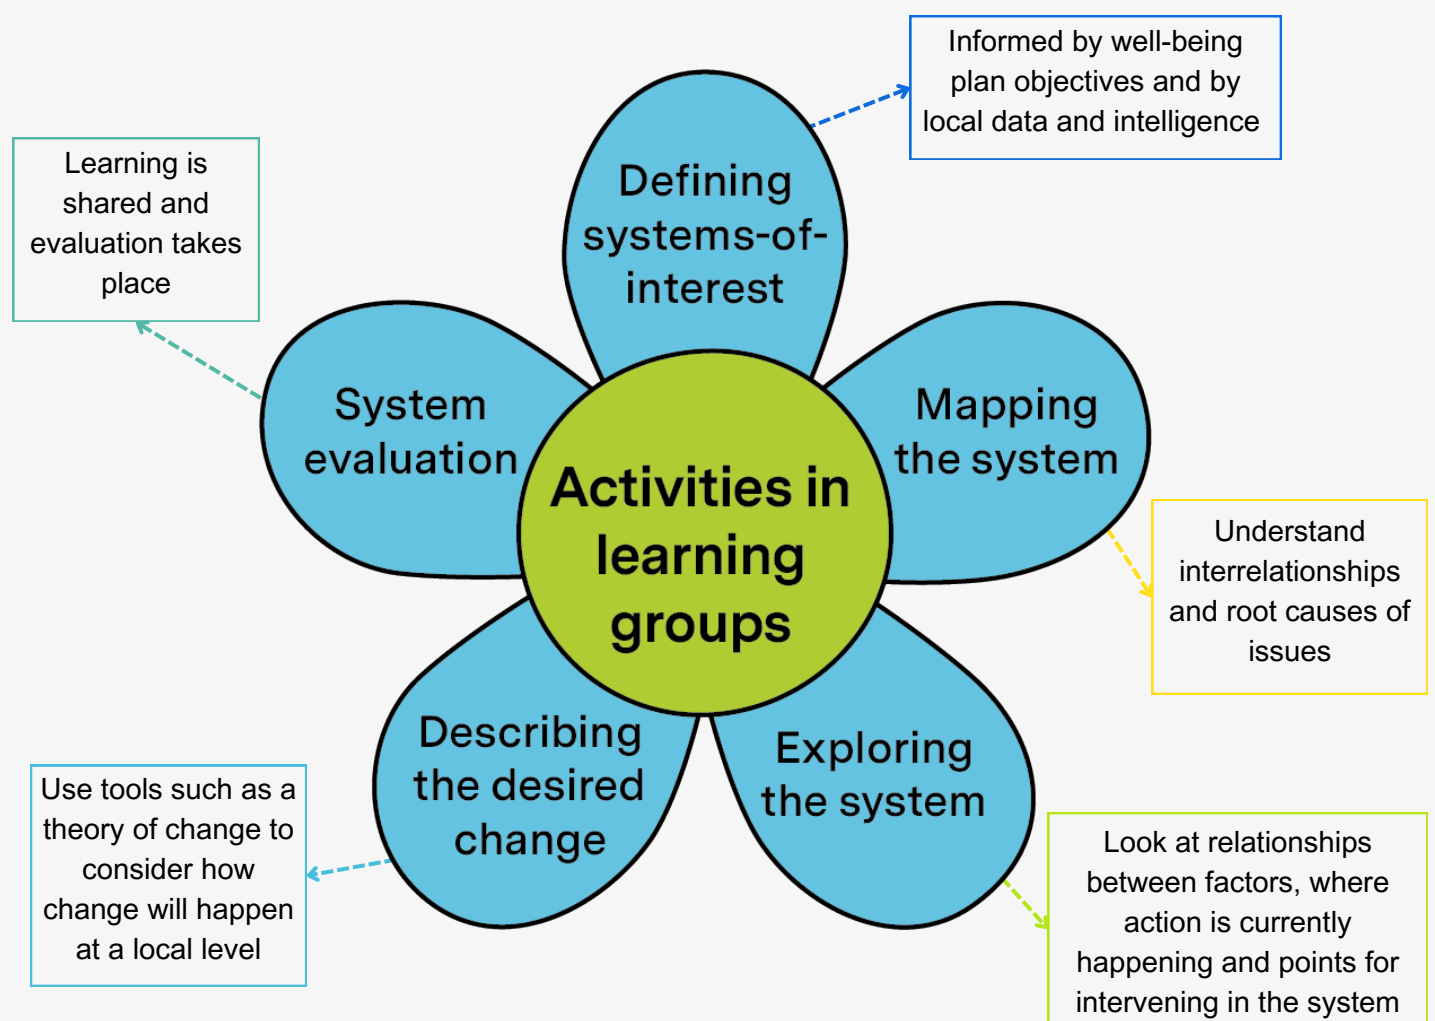 Informed by well-being
plan objectives and by
local data and intelligence
Learning is
shared and
evaluation takes
place
Defining
systems-of-
interest
System
evaluation
Mapping
the system
Activities in
learning
groups
Understand
interrelationships
and root causes of
issues
Describing
the desired
change
Exploring
the system
Use tools such as a
theory of change to
consider how
change will happen
at a local level
Look at relationships
between factors, where
action is currently
happening and points for
intervening in the system